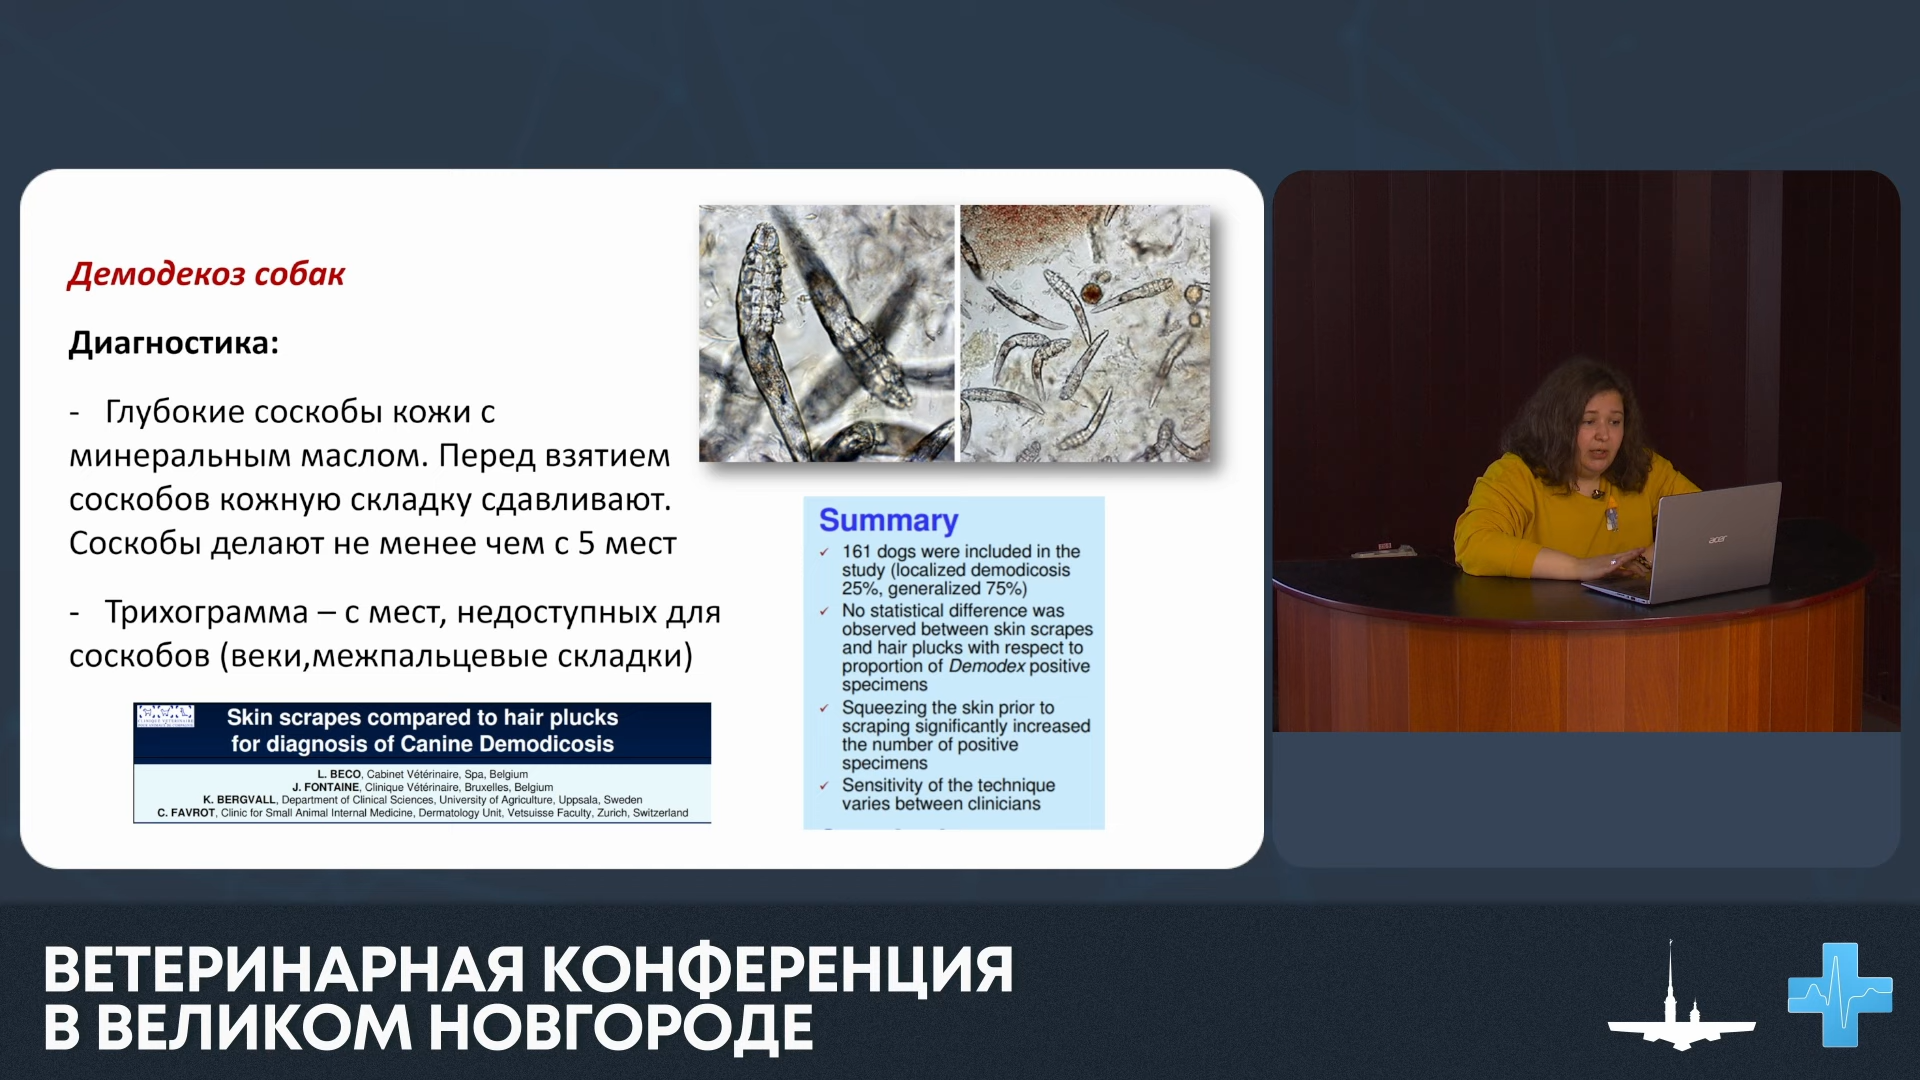 Демодекоз собак
Диагностика:
- Глубокие соскобы кожи с
минеральным маслом. Перед взятием
соскобов кожную складку сдавливают.
Соскобы делают не менее чем с 5 мест
- Трихограмма – с мест, недоступных для
соскобов (веки,межпальцевые складки)
Skin scrapes compared to hair plucks
for diagnosis of Canine Demodicosis
L. BECO, Cabinet Vétérinaire, Spa, Belgium
J. FONTAINE, Clinique Vétérinaire, Bruxelles, Belgium
K. BERGVALL, Department of Clinical Sciences, University of Agriculture, Uppsala, Sweden
C. FAVROT, Clinic for Small Animal Internal Medicine, Dermatology Unit, Vetsuisse Faculty, Zurich, Switzerland
Summary
✓ 161 dogs were included in the
study (localized demodicosis
25%, generalized 75%)
✓ No statistical difference was
observed between skin scrapes
and hair plucks with respect to
proportion of Demodex positive
specimens
✓ Squeezing the skin prior to
scraping significantly increased
the number of positive
specimens
✓ Sensitivity of the technique
varies between clinicians
acer
ВЕТЕРИНАРНАЯ КОНФЕРЕНЦИЯ
В ВЕЛИКОМ НОВГОРОДЕ